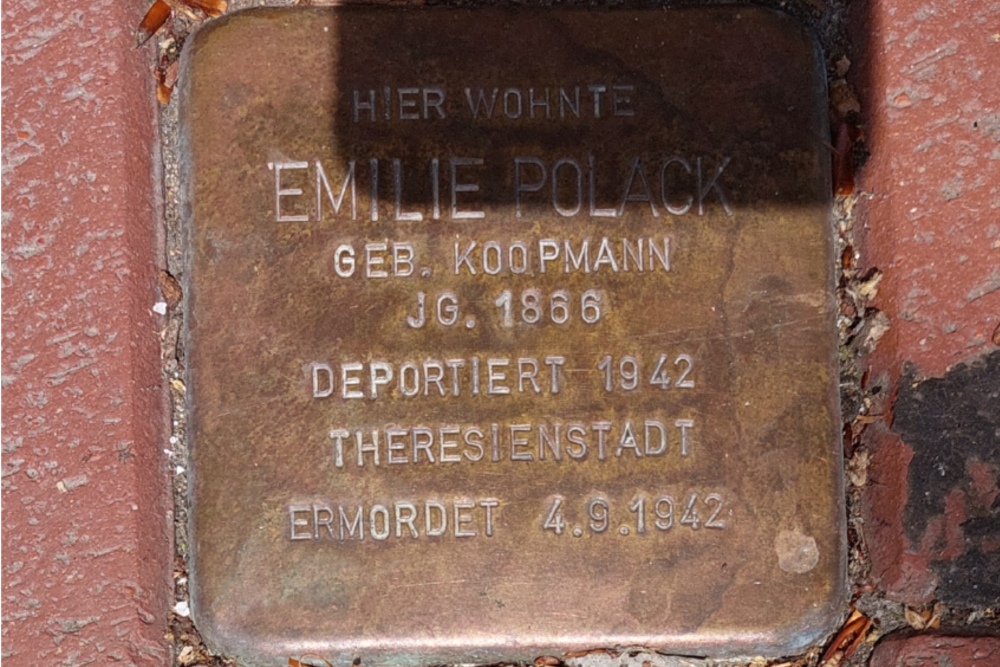 HIER WOHNTE
EMILIE POLACK
GEB. KOOPMANN
JG. 1866
DEPORTIERT 1942
THERESIENSTADT
ERMORDET 4.9.1942